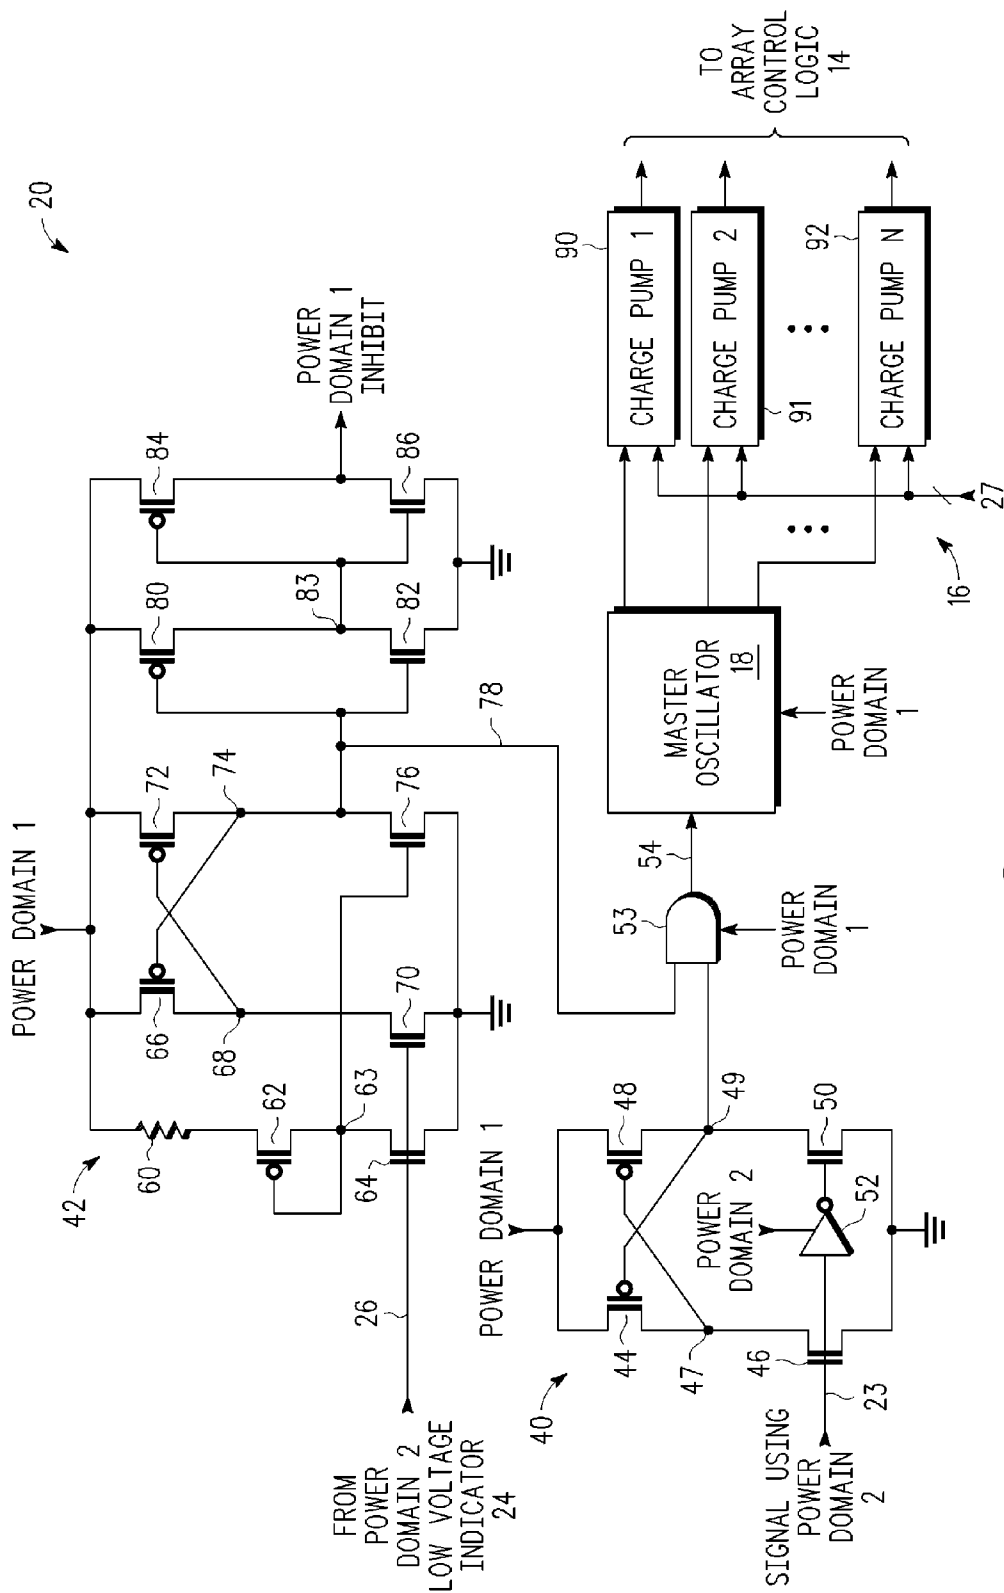 20
POWER DOMAIN 1
42
60
62
63
64
66
68
70
72
74
76
78
80
82
83
84
86
POWER
DOMAIN 1
INHIBIT
FROM
POWER
DOMAIN 2
LOW VOLTAGE
INDICATOR
24
26
40
POWER DOMAIN 1
44
46
47
48
49
50
52
POWER
DOMAIN 2
SIGNAL USING
POWER
DOMAIN
2
23
53
54
POWER
DOMAIN
1
MASTER
OSCILLATOR
18
POWER
DOMAIN
1
16
27
CHARGE PUMP 1
90
CHARGE PUMP 2
91
CHARGE PUMP N
92
TO
ARRAY
CONTROL
LOGIC
14